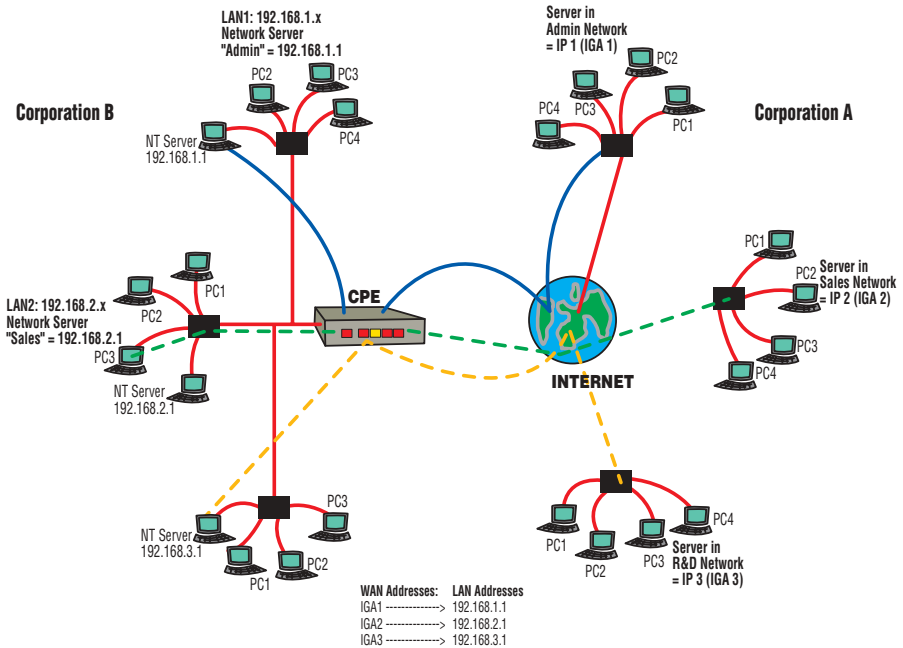 LAN1: 192.168.1.x
Network Server
"Admin" = 192.168.1.1
PC2
PC3
PC4
NT Server
192.168.1.1
Corporation B
Server in
Admin Network
= IP 1 (IGA 1)
PC2
PC3
PC4
PC1
Corporation A
LAN2: 192.168.2.x
Network Server
"Sales" = 192.168.2.1
PC1
PC2
PC3
NT Server
192.168.2.1
CPE
INTERNET
PC1
PC2
Server in
Sales Network
= IP 2 (IGA 2)
PC3
PC4
NT Server
192.168.3.1
PC3
PC1
PC2
PC4
PC1
PC2
PC3
Server in
R&D Network
= IP 3 (IGA 3)
WAN Addresses: LAN Addresses
IGA1 --------------> 192.168.1.1
IGA2 --------------> 192.168.2.1
IGA3 --------------> 192.168.3.1